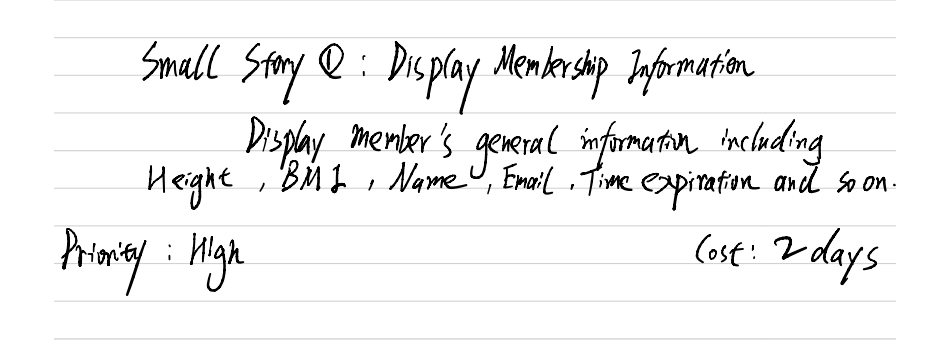 Small Story ①: Display Membership Information
Display member's general information including
Height, BMI, Name, Email, Time expiration and so on.
Priority: High Cost: 2 days